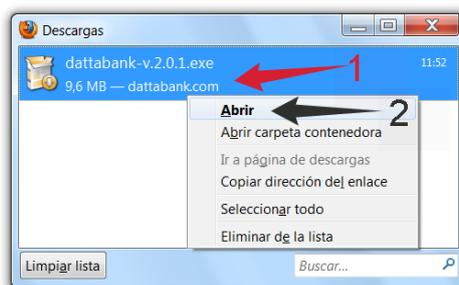 Descargas
dattabank-v.2.0.1.exe
11:52
9,6 MB — dattabank.com
1
Abrir
2
Abrir carpeta contenedora
Ir a página de descargas
Copiar dirección del enlace
Seleccionar todo
Eliminar de la lista
Limpiar lista
Buscar...